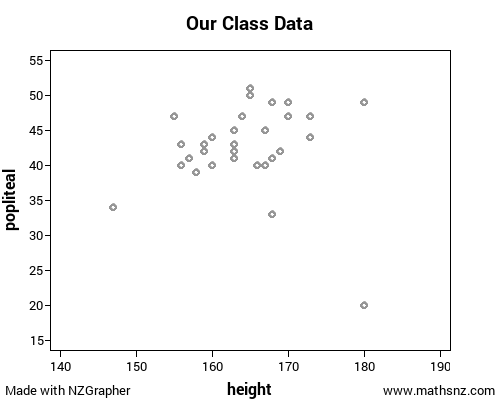 Our Class Data
popliteal
55
50
45
40
35
30
25
20
15
140 150 160 170 180 190
height
Made with NZGrapher
www.mathsnz.com